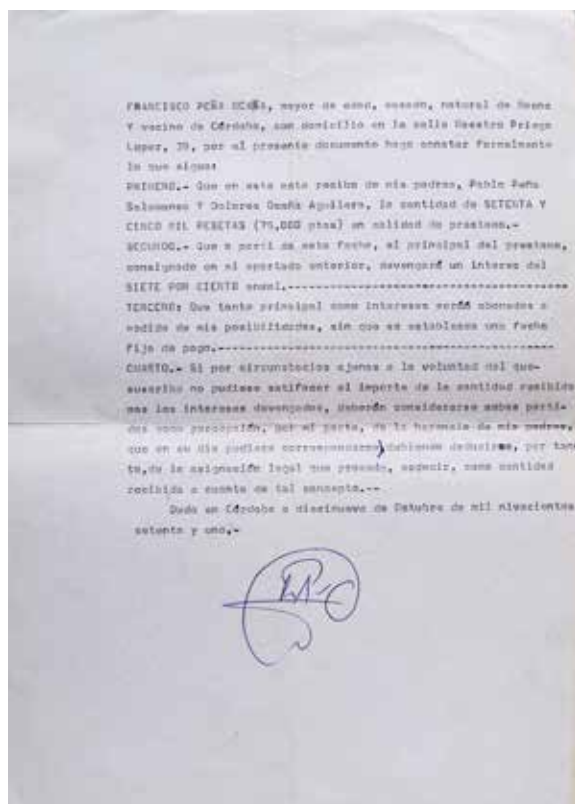 FRANCISCO PEÑA OCAÑA, mayor de edad, casado, natural de Baena
Y vecino de Córdoba, con domicilio en la calle Maestro Priego
Lopez, 39, por el presente documento hago constar formalmente
lo que sigue:
PRIMERO.- Que en este acto recibo de mis padres, Pablo Peña
Y Dolores Ocaña Aguilera, la cantidad de SETENTA Y
CINCO MIL PESETAS (75,000 ptas) en calidad de prestamo.-
SEGUNDO.- Que a partí de esta fecha, el principal del prestamo,
consignado en el apartado anterior, devengará un interes del
SIETE POR CIENTO anual.-----------------------------------
TERCERO: Que tanto principal como intereses serán abonados a
medida de mis posibilidades, sin que se establezca una fecha
fija de pago.---------------------------------------------
CUARTO.- Si por circunstacias ajenas a la voluntad del que-
suscribe no pudiese satifacer el importe de la cantidad recibida
mas los intereses devengados, deberán considerarse ambas parti-
das como percepción, por mi parte, de la herencia de mis padres,
que en su dia pudiese corresponderme, debiendo deducirse, por tan
to, de la asignación legal que proceda, esdecir, como cantidad
recibida a cuenta de tal concepto.--
Dado en Córdoba a diecinueve de Octubre de mil nivecientos
setenta y uno.-